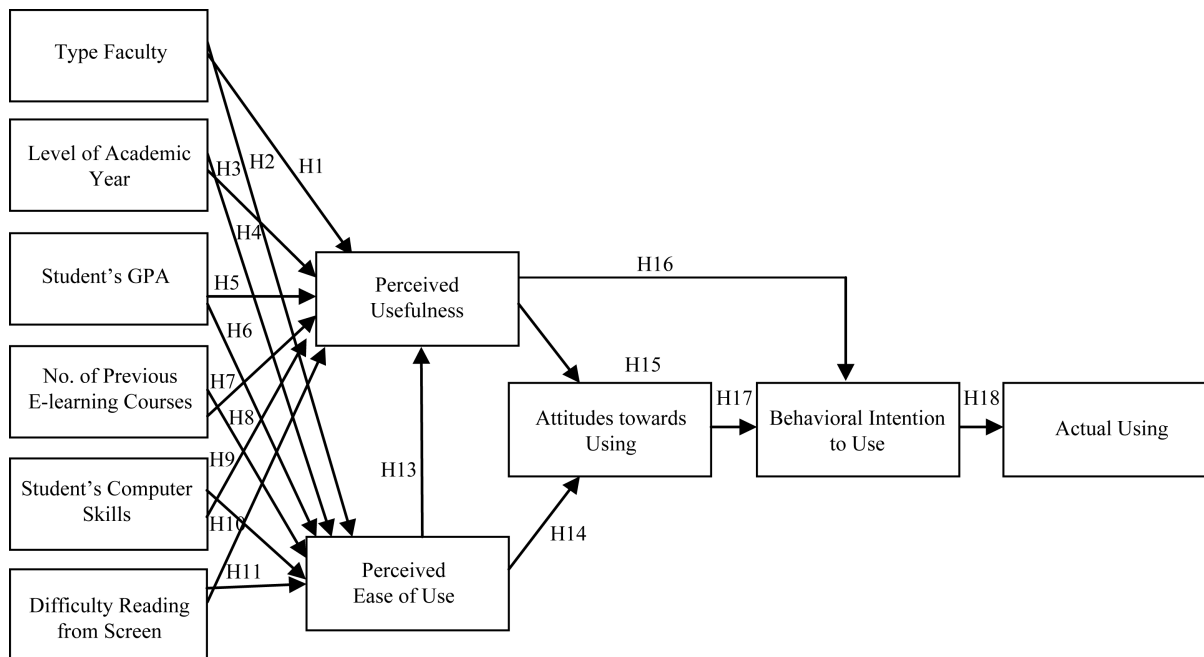 Type Faculty
Level of Academic
Year
Student's GPA
No. of Previous
E-learning Courses
Student's Computer
Skills
Difficulty Reading
from Screen
H1
H2
H3
H4
H5
H6
H7
H8
H9
H10
H11
Perceived
Usefulness
H13
Perceived
Ease of Use
H14
H15
H16
Attitudes towards
Using
H17
Behavioral Intention
to Use
H18
Actual Using